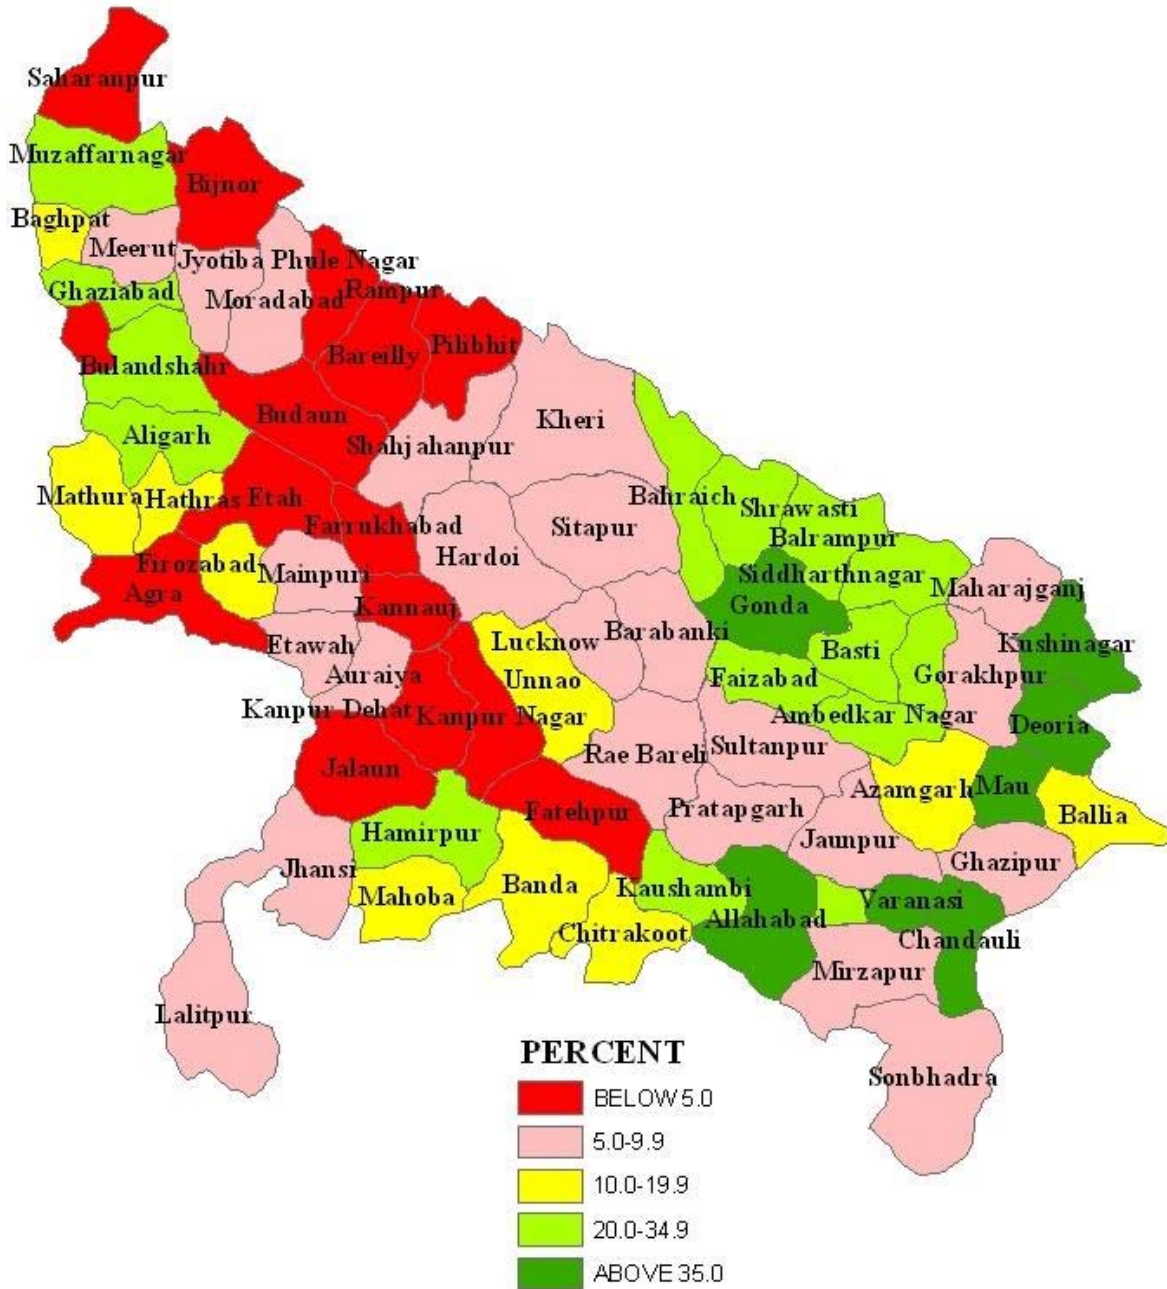 Saharanpur
Muzaffarnagar
Bijnor
Baghpat
Meerut
Jyotiba Phule Nagar
Ghaziabad
Moradabad
Rampur
Bulandshahr
Bareilly
Pilibhit
Budaun
Kheri
Aligarh
Shahjahanpur
Mathura
Hathras
Etah
Bahraich
Shrawasti
Farrukhabad
Hardoi
Sitapur
Balrampur
Firozabad
Mainpuri
Siddharthnagar
Maharajganj
Agra
Kannauj
Gonda
Etawah
Lucknow
Barabanki
Basti
Kushinagar
Auraiya
Unnao
Faizabad
Gorakhpur
Kanpur Dehat
Kanpur Nagar
Ambedkar Nagar
Deoria
Jalaun
Rae Bareli
Sultanpur
Azamgarh
Mau
Fatehpur
Pratapgarh
Ballia
Hamirpur
Jaunpur
Ghazipur
Jhansi
Mahoba
Banda
Kaushambi
Varanasi
Chitrakoot
Allahabad
Chandauli
Mirzapur
Lalitpur
Sonbhadra
PERCENT
BELOW 5.0
5.0-9.9
10.0-19.9
20.0-34.9
ABOVE 35.0